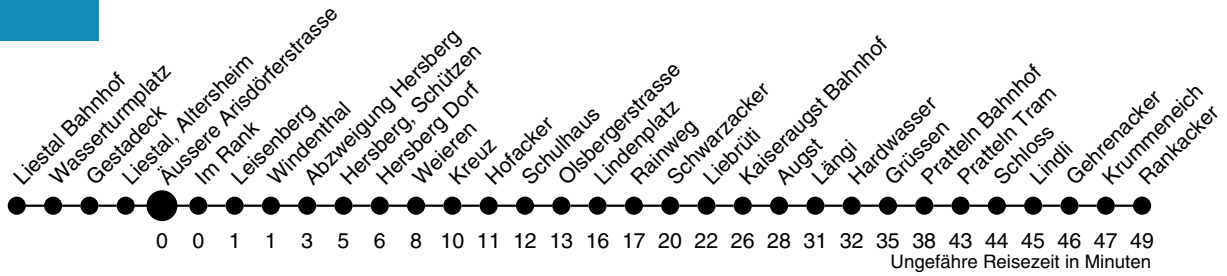 Liestal Bahnhof
Wasserturmplatz
Gestadeck
Liestal, Altersheim
Äussere Arisdörferstrasse
Im Rank
Leisenberg
Windenthal
Abzweigung Hersberg
Hersberg, Schützen
Hersberg Dorf
Weieren
Kreuz
Hofacker
Schulhaus
Olsbergerstrasse
Lindenplatz
Rainweg
Schwarzacker
Liebrüti
Kaiseraugst Bahnhof
Augst
Längi
Hardwasser
Grüssen
Pratteln Bahnhof
Pratteln Tram
Schloss
Lindli
Gehrenacker
Krummeneich
Rankacker
0 0 1 1 3 5 6 8 10 11 12 13 16 17 20 22 26 28 31 32 35 38 43 44 45 46 47 49
Ungefähre Reisezeit in Minuten